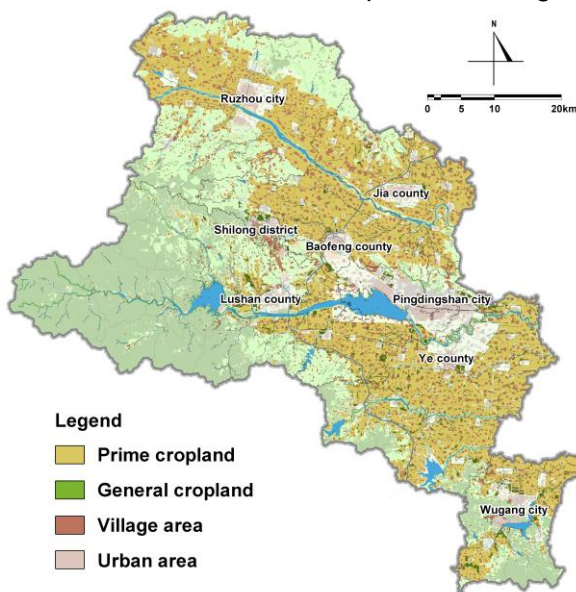 N
0 5 10 20km
Ruzhou city
Jia county
Shilong district
Baofeng county
Lushan county
Pingdingshan city
Ye county
Wugang city
Legend
Prime cropland
General cropland
Village area
Urban area